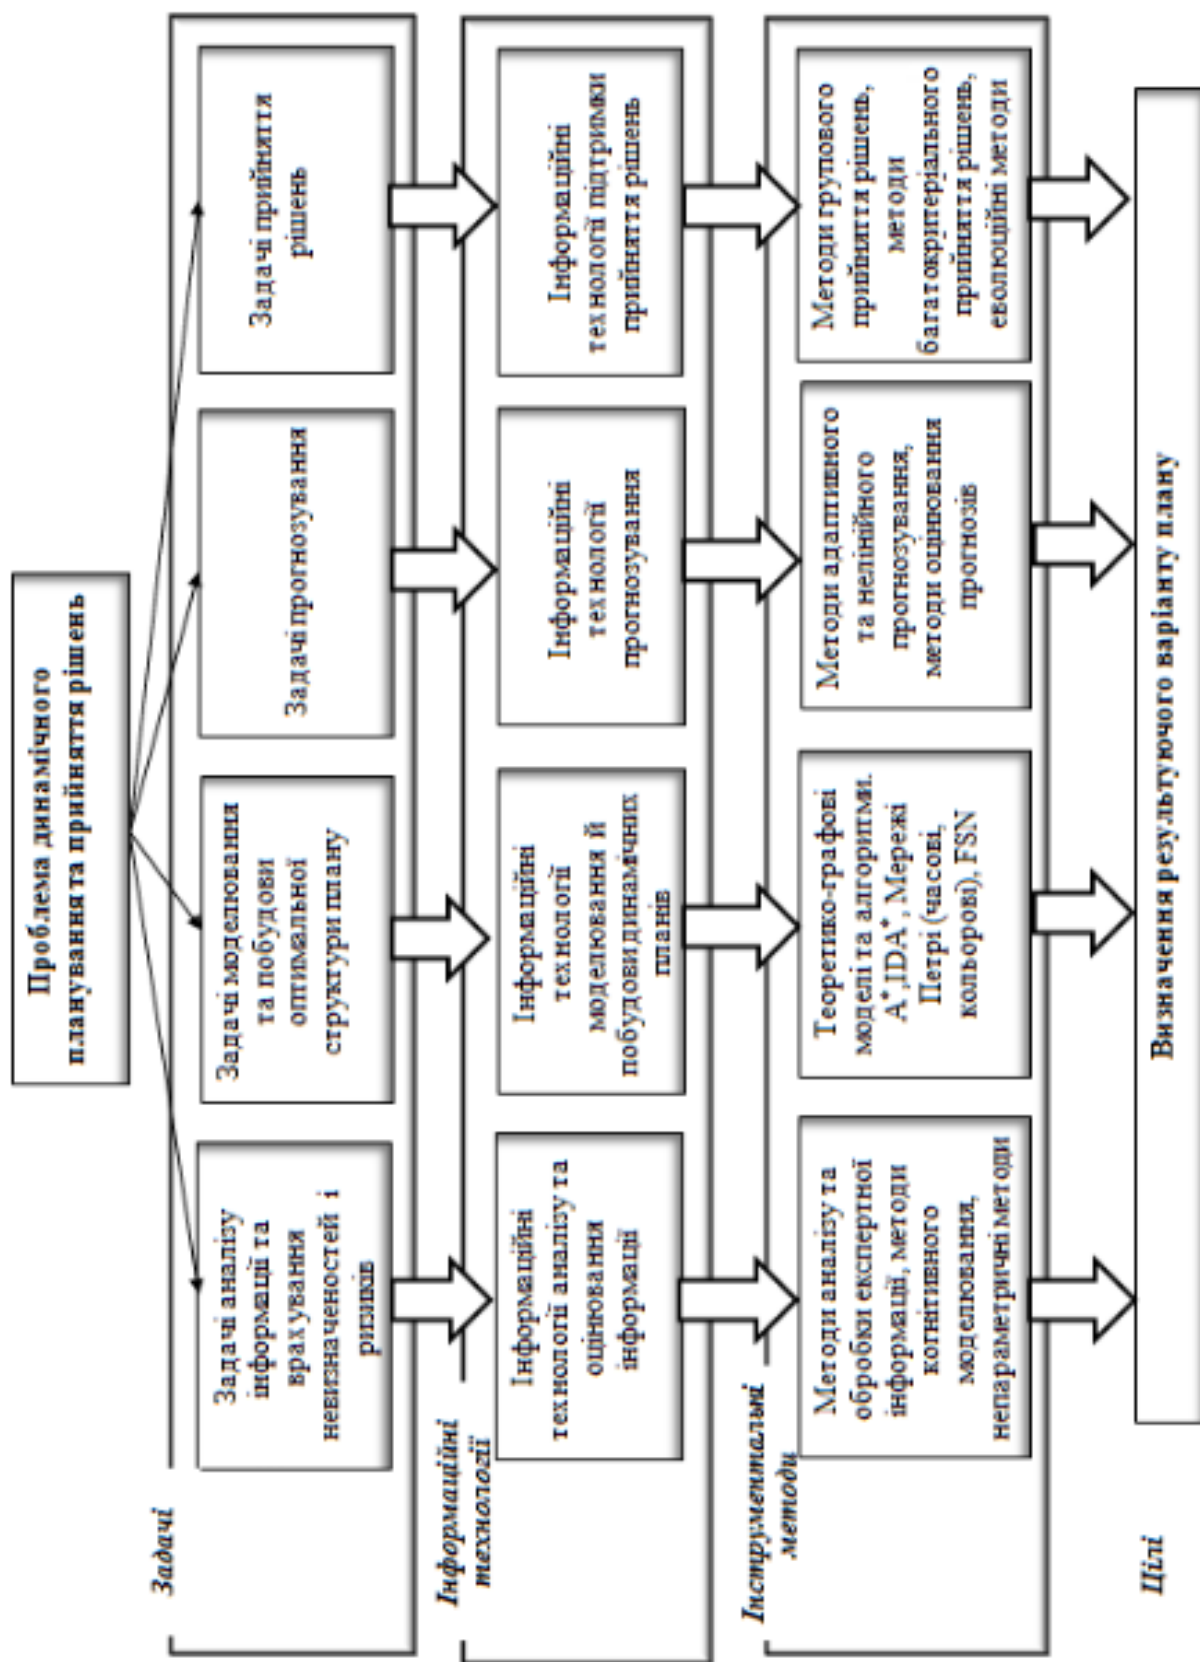 Проблема динамічного
планування та прийняття рішень
Задачі
Задачі аналізу
інформації та
врахування
невизначеностей і
ризиків
Задачі моделювання
та побудови
оптимальної
структури плану
Задачі прогнозування
Задачі прийняття
рішень
Інформаційні
технології
Інформаційні
технології аналізу та
оцінювання
інформації
Інформаційні
технології
моделювання й
побудови динамічних
планів
Інформаційні
технології
прогнозування
Інформаційні
технології підтримки
прийняття рішень
Інструментальні
методи
Методи аналізу та
обробки експертної
інформації, методи
когнітивного
моделювання,
непараметричні методи
Теоретико-графові
моделі та алгоритми.
А*,IDA*, Мережі
Петрі (часові,
кольорові), FSN
Методи адаптивного
та нелінійного
прогнозування,
методи оцінювання
прогнозів
Методи групового
прийняття рішень,
методи
багатокритеріального
прийняття рішень,
еволюційні методи
Цілі
Визначення результуючого варіанту плану